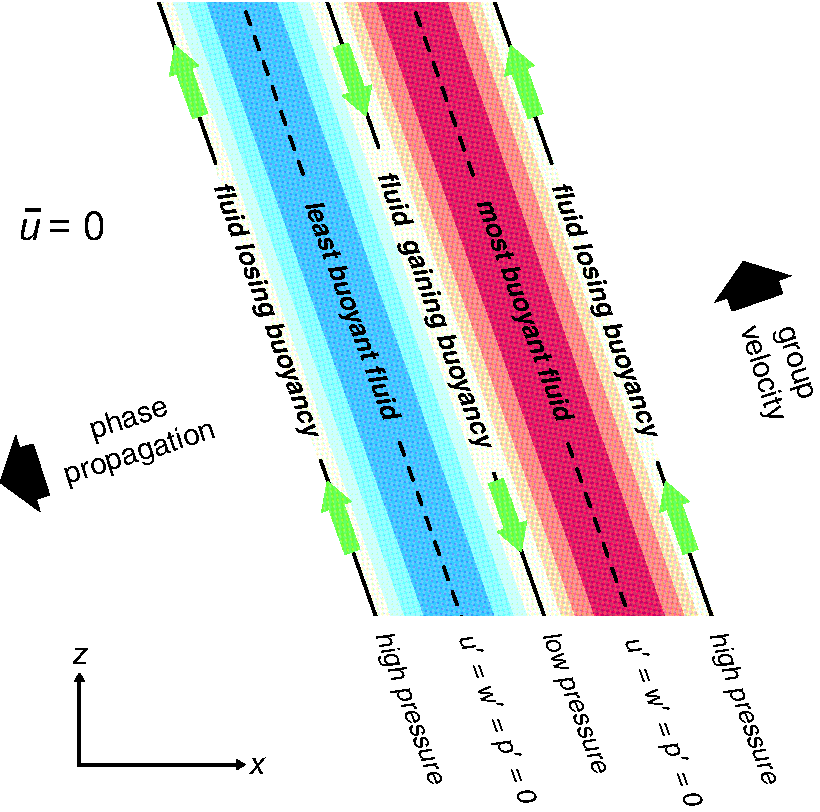 fluid losing buoyancy
least buoyant fluid
fluid gaining buoyancy
most buoyant fluid
fluid losing buoyancy
u̅ = 0
group
velocity
phase
propagation
z
x
high pressure
u′ = w′ = p′ = 0
low pressure
u′ = w′ = p′ = 0
high pressure